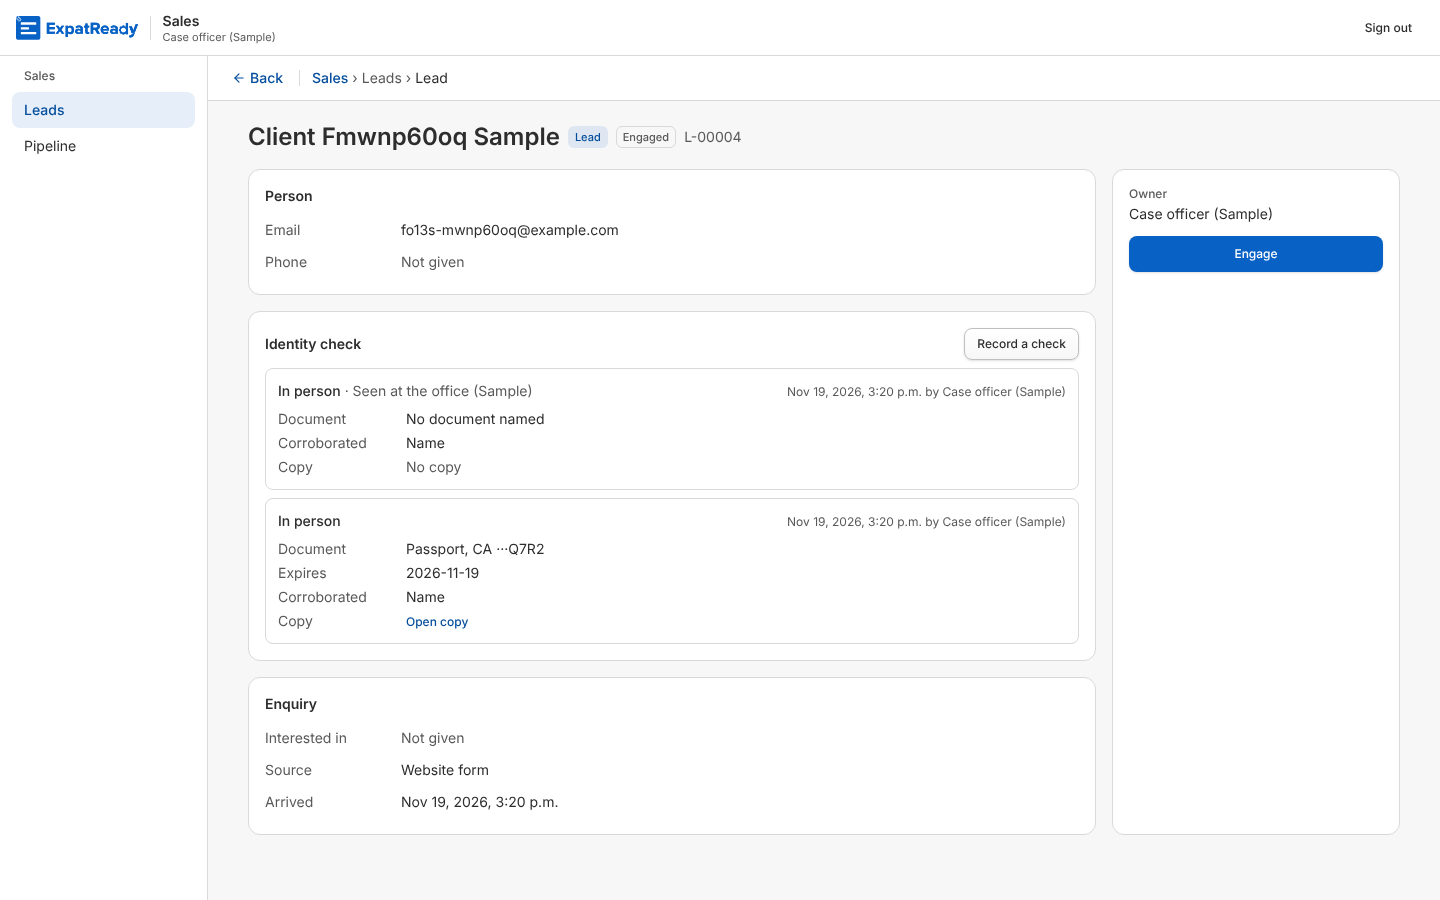 ExpatReady
Sales
Case officer (Sample)
Sign out
Sales
Leads
Pipeline
← Back
Sales › Leads › Lead
Client Fmwnp60oq Sample Lead Engaged L-00004
Person
Email fo13s-mwnp60oq@example.com
Phone Not given
Identity check
Record a check
In person · Seen at the office (Sample) Nov 19, 2026, 3:20 p.m. by Case officer (Sample)
Document No document named
Corroborated Name
Copy No copy
In person Nov 19, 2026, 3:20 p.m. by Case officer (Sample)
Document Passport, CA ···Q7R2
Expires 2026-11-19
Corroborated Name
Copy Open copy
Enquiry
Interested in Not given
Source Website form
Arrived Nov 19, 2026, 3:20 p.m.
Owner
Case officer (Sample)
Engage